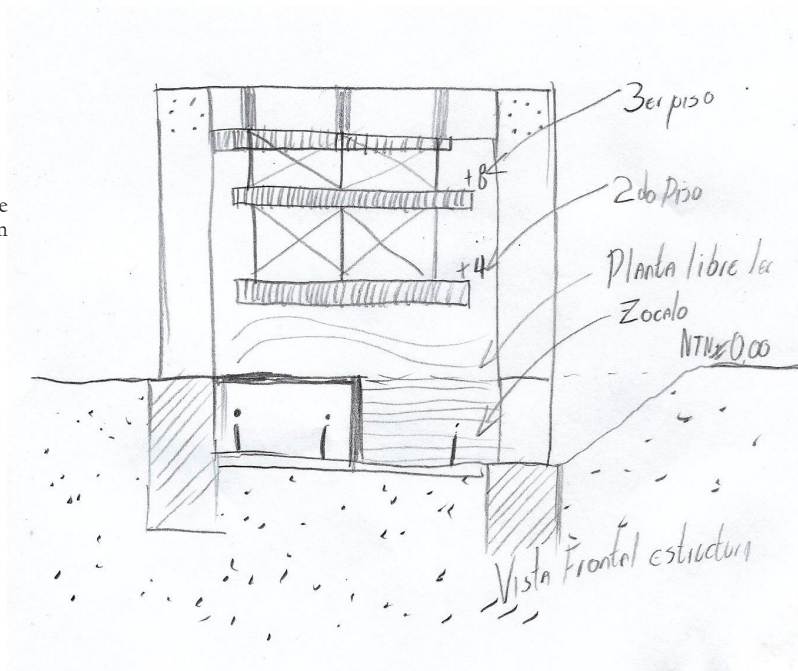 3er piso
+8
2do Piso
+4
Planta libre
Zocalo
NTN± 0,00
Vista Frontal estructura